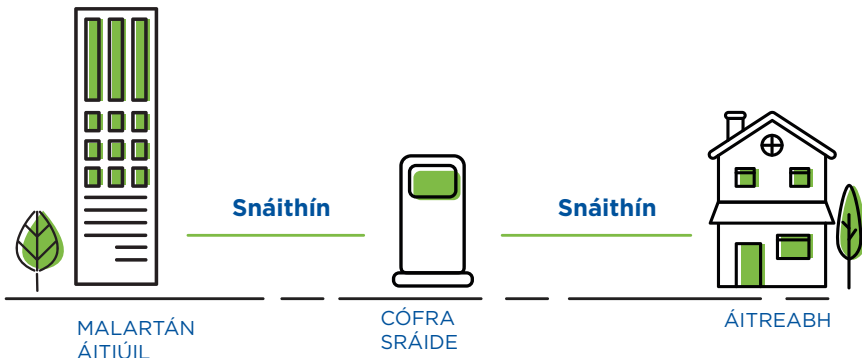 Snáithín
Snáithín
MALARTÁN
ÁITIÚIL
CÓFRA
SRÁIDE
ÁITREABH